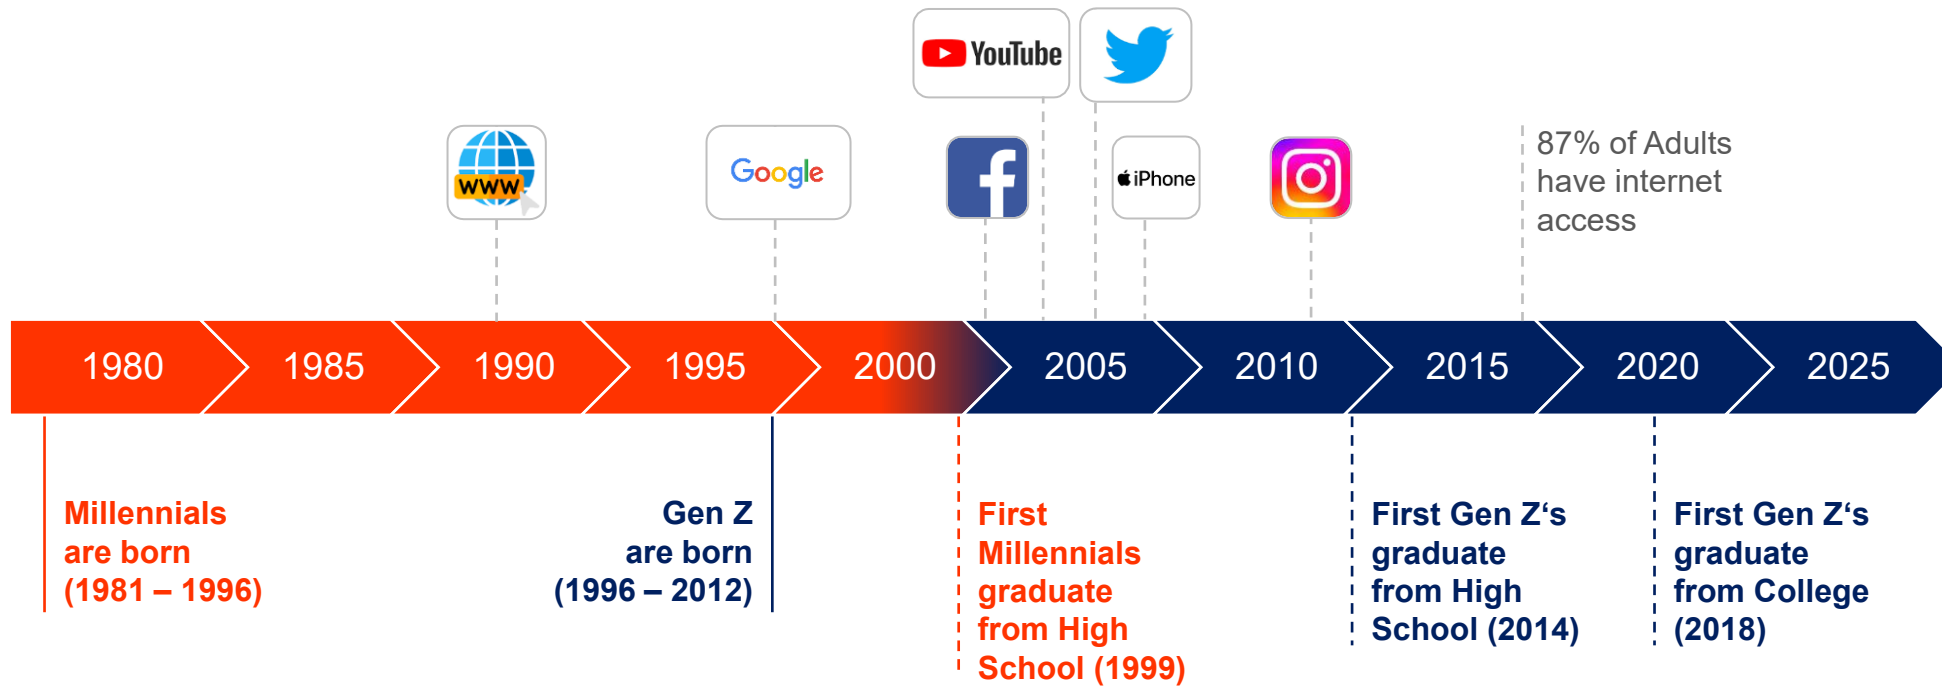 YouTube
www
Google
f
iPhone
87% of Adults
have internet
access
1980
1985
1990
1995
2000
2005
2010
2015
2020
2025
Millennials
are born
(1981 – 1996)
Gen Z
are born
(1996 – 2012)
First
Millennials
graduate
from High
School (1999)
First Gen Z‘s
graduate
from High
School (2014)
First Gen Z‘s
graduate
from College
(2018)